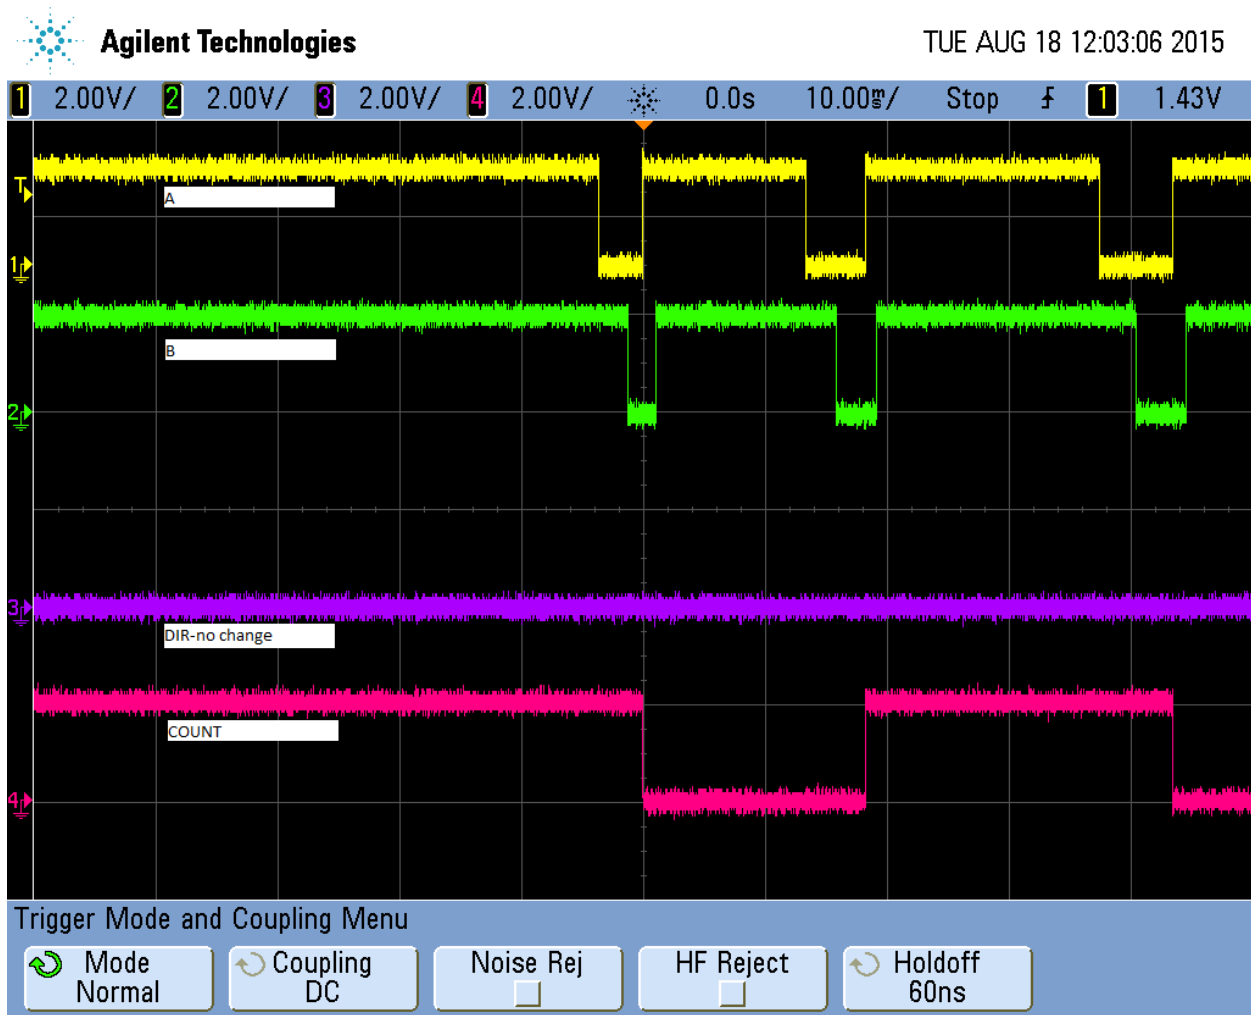 Agilent Technologies
TUE AUG 18 12:03:06 2015
1 2.00V/ 2 2.00V/ 3 2.00V/ 4 2.00V/ 0.0s 10.00ms/ Stop 1 1.43V
T
A
1
B
2
3
DIR-no change
COUNT
4
Trigger Mode and Coupling Menu
Mode Coupling Noise Rej HF Reject Holdoff
Normal DC 60ns